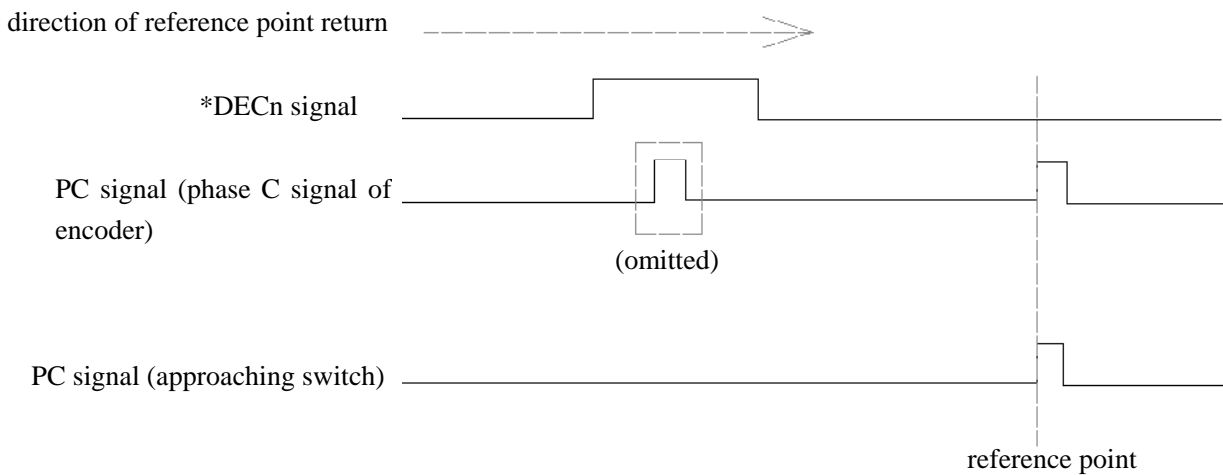 direction of reference point return
*DECn signal
PC signal (phase C signal of
encoder)
(omitted)
PC signal (approaching switch)
reference point